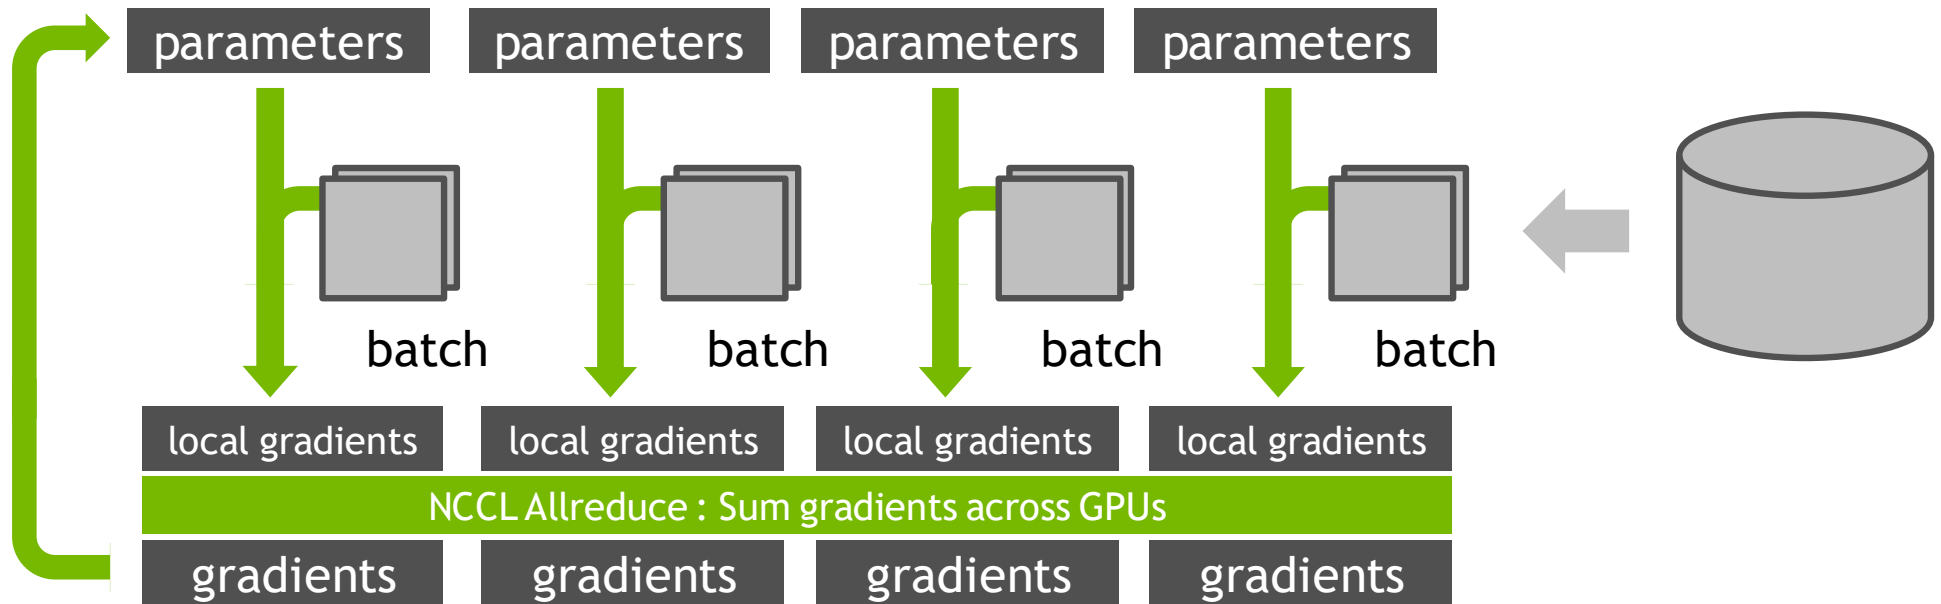 parameters parameters parameters parameters
batch batch batch batch
local gradients local gradients local gradients local gradients
NCCL Allreduce : Sum gradients across GPUs
gradients gradients gradients gradients